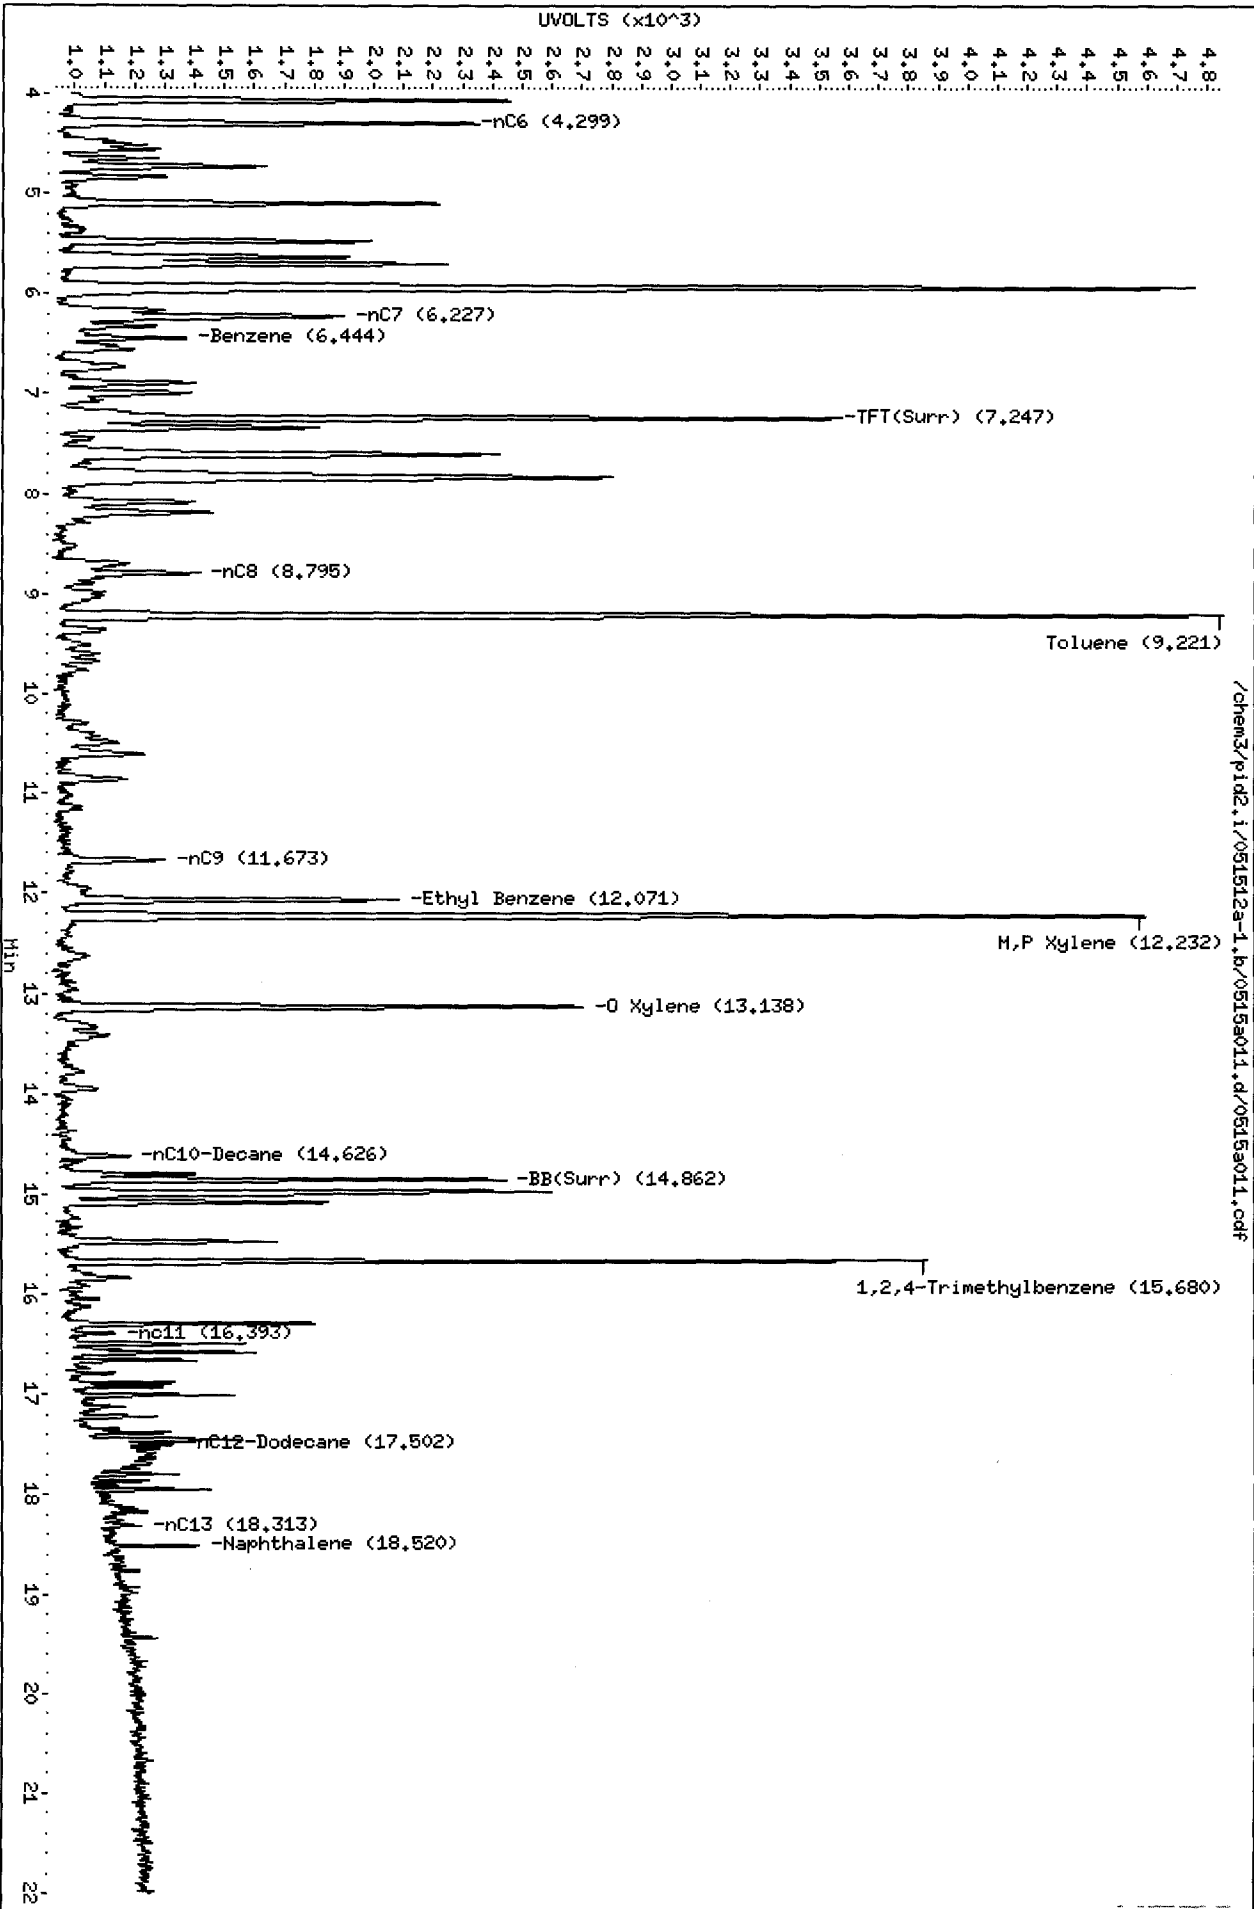 UVOLTS (x10^3)
1.0
1.1
1.2
1.3
1.4
1.5
1.6
1.7
1.8
1.9
2.0
2.1
2.2
2.3
2.4
2.5
2.6
2.7
2.8
2.9
3.0
3.1
3.2
3.3
3.4
3.5
3.6
3.7
3.8
3.9
4.0
4.1
4.2
4.3
4.4
4.5
4.6
4.7
4.8
4
-nC6 (4.299)
5
6
-nC7 (6.227)
-Benzene (6.444)
7
-TFT(Surr) (7.247)
8
-nC8 (8.795)
9
Toluene (9.221)
/chem3/pid2.i/051512a-1.b/0515a011.d/0515a011.cdf
10
11
-nC9 (11.673)
12
-Ethyl Benzene (12.071)
M,P Xylene (12.232)
Min
13
-O Xylene (13.138)
14
-nC10-Decane (14.626)
-BB(Surr) (14.862)
15
1,2,4-Trimethylbenzene (15.680)
16
-nc11 (16.393)
17
nC12-Dodecane (17.502)
18
-nC13 (18.313)
-Naphthalene (18.520)
19
20
21
22